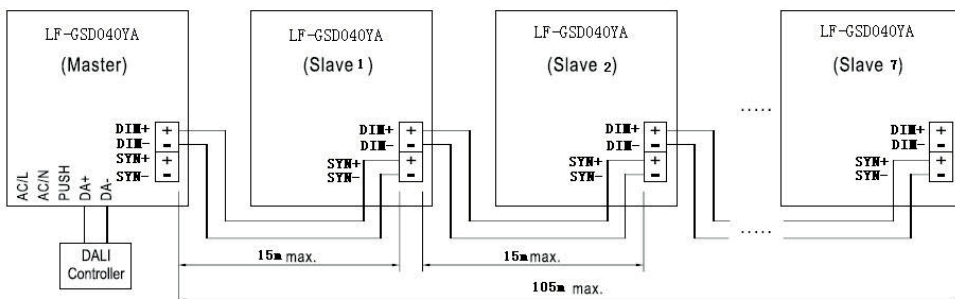 LF-GSD040YA
(Master)
DIM+
DIM-
SYN+
SYN-
+
-
+
-
AC/L
AC/N
PUSH
DA+
DA-
DALI
Controller
LF-GSD040YA
(Slave 1)
DIM+
DIM-
SYN+
SYN-
+
-
+
-
LF-GSD040YA
(Slave 2)
DIM+
DIM-
SYN+
SYN-
+
-
+
-
.....
.....
LF-GSD040YA
(Slave 7)
DIM+
DIM-
SYN+
SYN-
+
-
+
-
15m max.
15m max.
105m max.